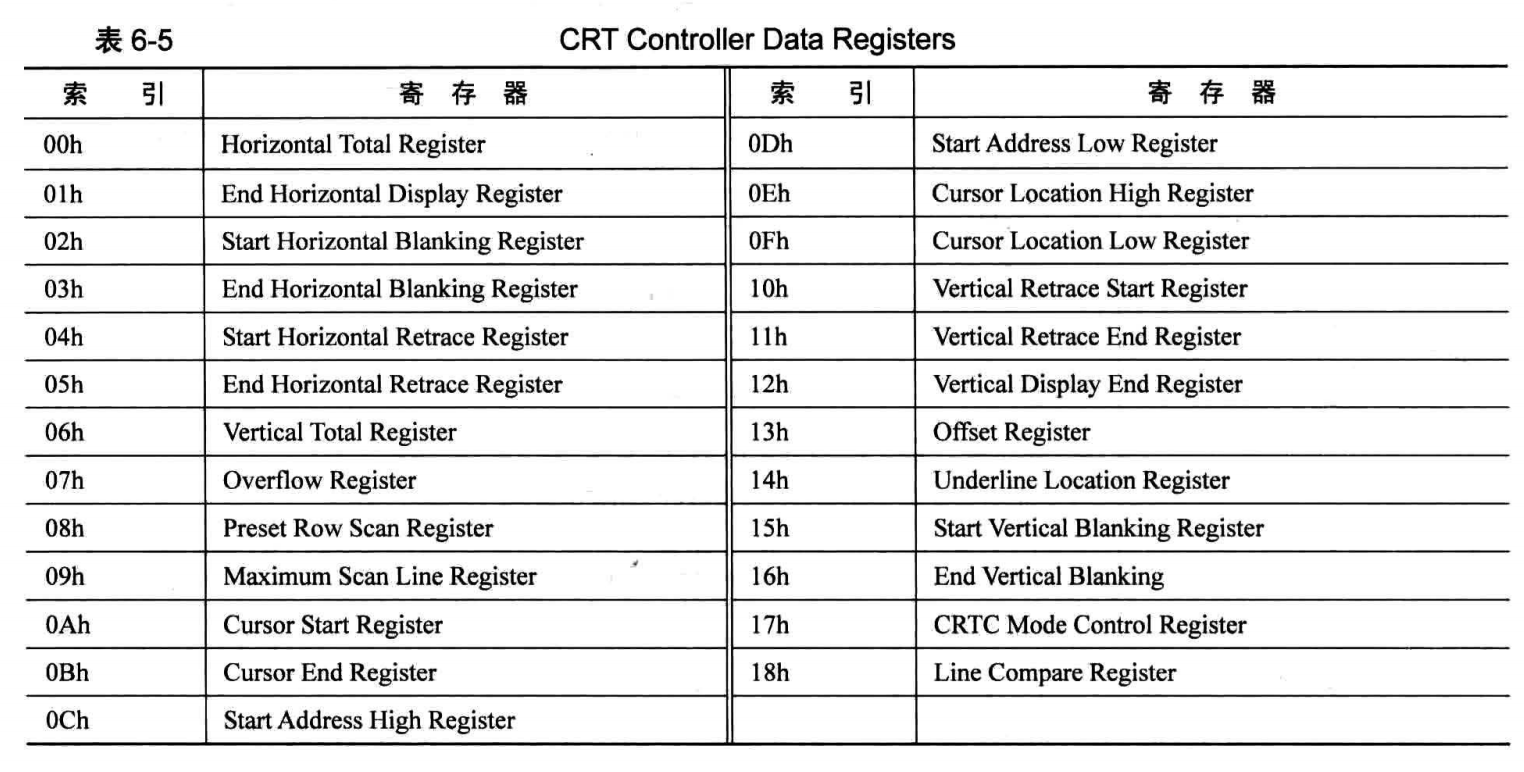 表 6-5 CRT Controller Data Registers
索 引 寄 存 器 索 引 寄 存 器
00h Horizontal Total Register 0Dh Start Address Low Register
01h End Horizontal Display Register 0Eh Cursor Location High Register
02h Start Horizontal Blanking Register 0Fh Cursor Location Low Register
03h End Horizontal Blanking Register 10h Vertical Retrace Start Register
04h Start Horizontal Retrace Register 11h Vertical Retrace End Register
05h End Horizontal Retrace Register 12h Vertical Display End Register
06h Vertical Total Register 13h Offset Register
07h Overflow Register 14h Underline Location Register
08h Preset Row Scan Register 15h Start Vertical Blanking Register
09h Maximum Scan Line Register 16h End Vertical Blanking
0Ah Cursor Start Register 17h CRTC Mode Control Register
0Bh Cursor End Register 18h Line Compare Register
0Ch Start Address High Register